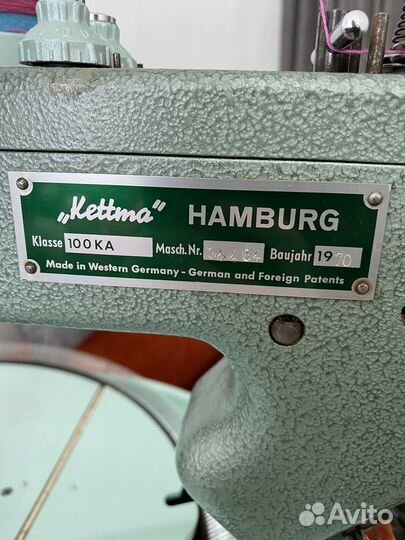 „Kettma“ HAMBURG
Klasse 100 KA Masch. Nr. Baujahr 1970
Made in Western Germany - German and Foreign Patents
Avito